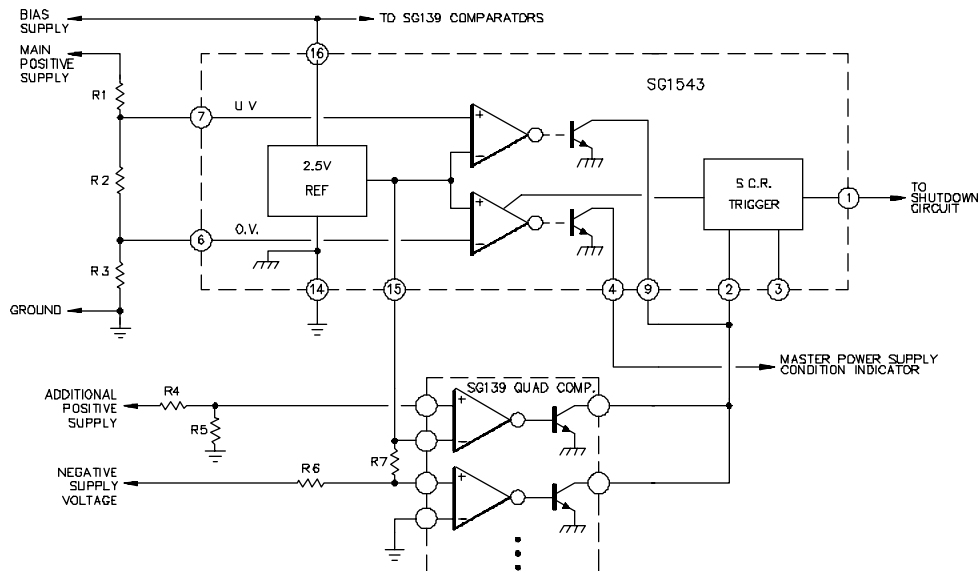 BIAS
SUPPLY
TO SG139 COMPARATORS
MAIN
POSITIVE
SUPPLY
16
SG1543
R1
7
U V
+
−
2.5V
REF
R2
+
−
S.C.R.
TRIGGER
1
TO
SHUTDOWN
CIRCUIT
6
O.V.
R3
GROUND
14
15
4
9
2
3
MASTER POWER SUPPLY
CONDITION INDICATOR
SG139 QUAD COMP.
ADDITIONAL
POSITIVE
SUPPLY
R4
R5
+
−
R7
NEGATIVE
SUPPLY
VOLTAGE
R6
+
−